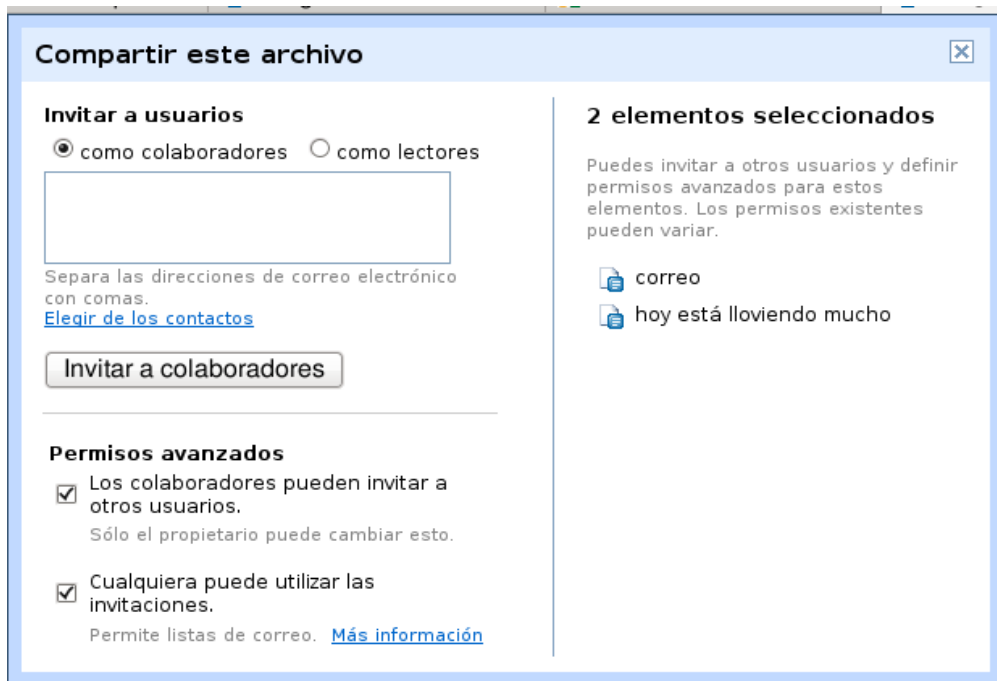 Compartir este archivo
Invitar a usuarios
como colaboradores como lectores
Separa las direcciones de correo electrónico
con comas.
Elegir de los contactos
Invitar a colaboradores
Permisos avanzados
Los colaboradores pueden invitar a
otros usuarios.
Sólo el propietario puede cambiar esto.
Cualquiera puede utilizar las
invitaciones.
Permite listas de correo. Más información
2 elementos seleccionados
Puedes invitar a otros usuarios y definir
permisos avanzados para estos
elementos. Los permisos existentes
pueden variar.
correo
hoy está lloviendo mucho